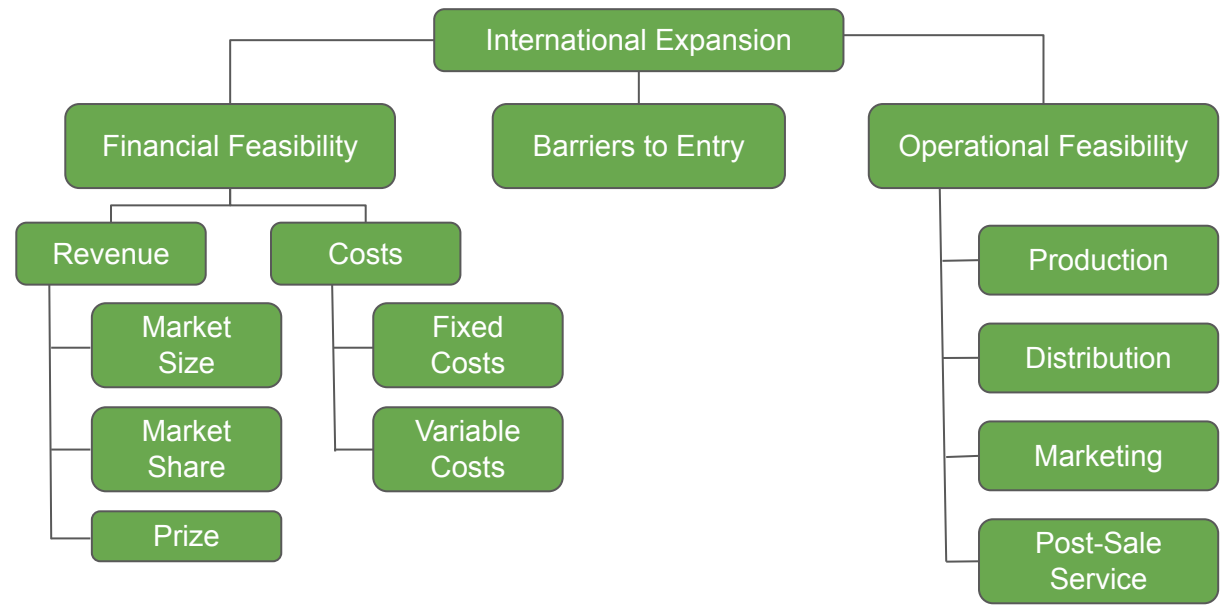 International Expansion
Financial Feasibility
Barriers to Entry
Operational Feasibility
Revenue
Costs
Market
Size
Market
Share
Prize
Fixed
Costs
Variable
Costs
Production
Distribution
Marketing
Post-Sale
Service